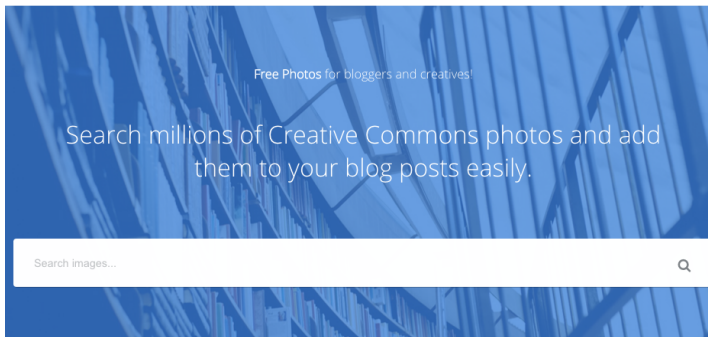 Free Photos for bloggers and creatives!
Search millions of Creative Commons photos and add
them to your blog posts easily.
Search images...